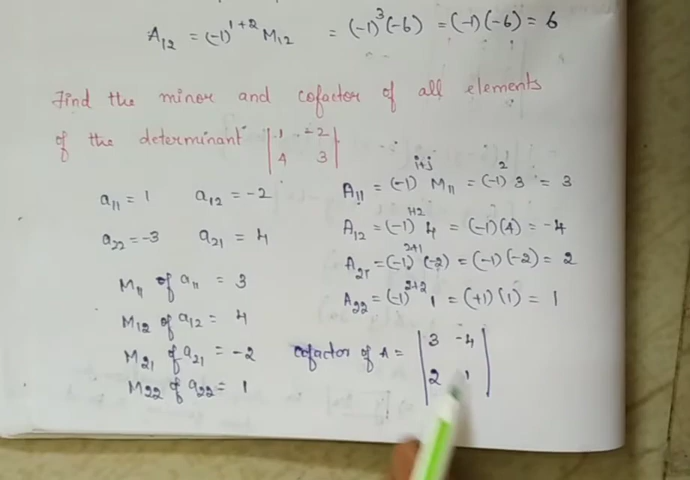 A₁₂ = (-1)¹⁺² M₁₂ = (-1)³(-6) = (-1)(-6) = 6
Find the minor and cofactor of all elements
of the determinant | 1 -2 |
| 4 3 |
a₁₁ = 1 a₁₂ = -2
a₂₂ = -3 a₂₁ = 4
M₁₁ of a₁₁ = 3
M₁₂ of a₁₂ = 4
M₂₁ of a₂₁ = -2
M₂₂ of a₂₂ = 1
A₁₁ = (-1)ⁱ⁺ʲ M₁₁ = (-1)² 3 = 3
A₁₂ = (-1)¹⁺² 4 = (-1)(4) = -4
A₂₁ = (-1)²⁺¹ (-2) = (-1)(-2) = 2
A₂₂ = (-1)²⁺² 1 = (+1)(1) = 1
cofactor of A = | 3 -4 |
| 2 1 |